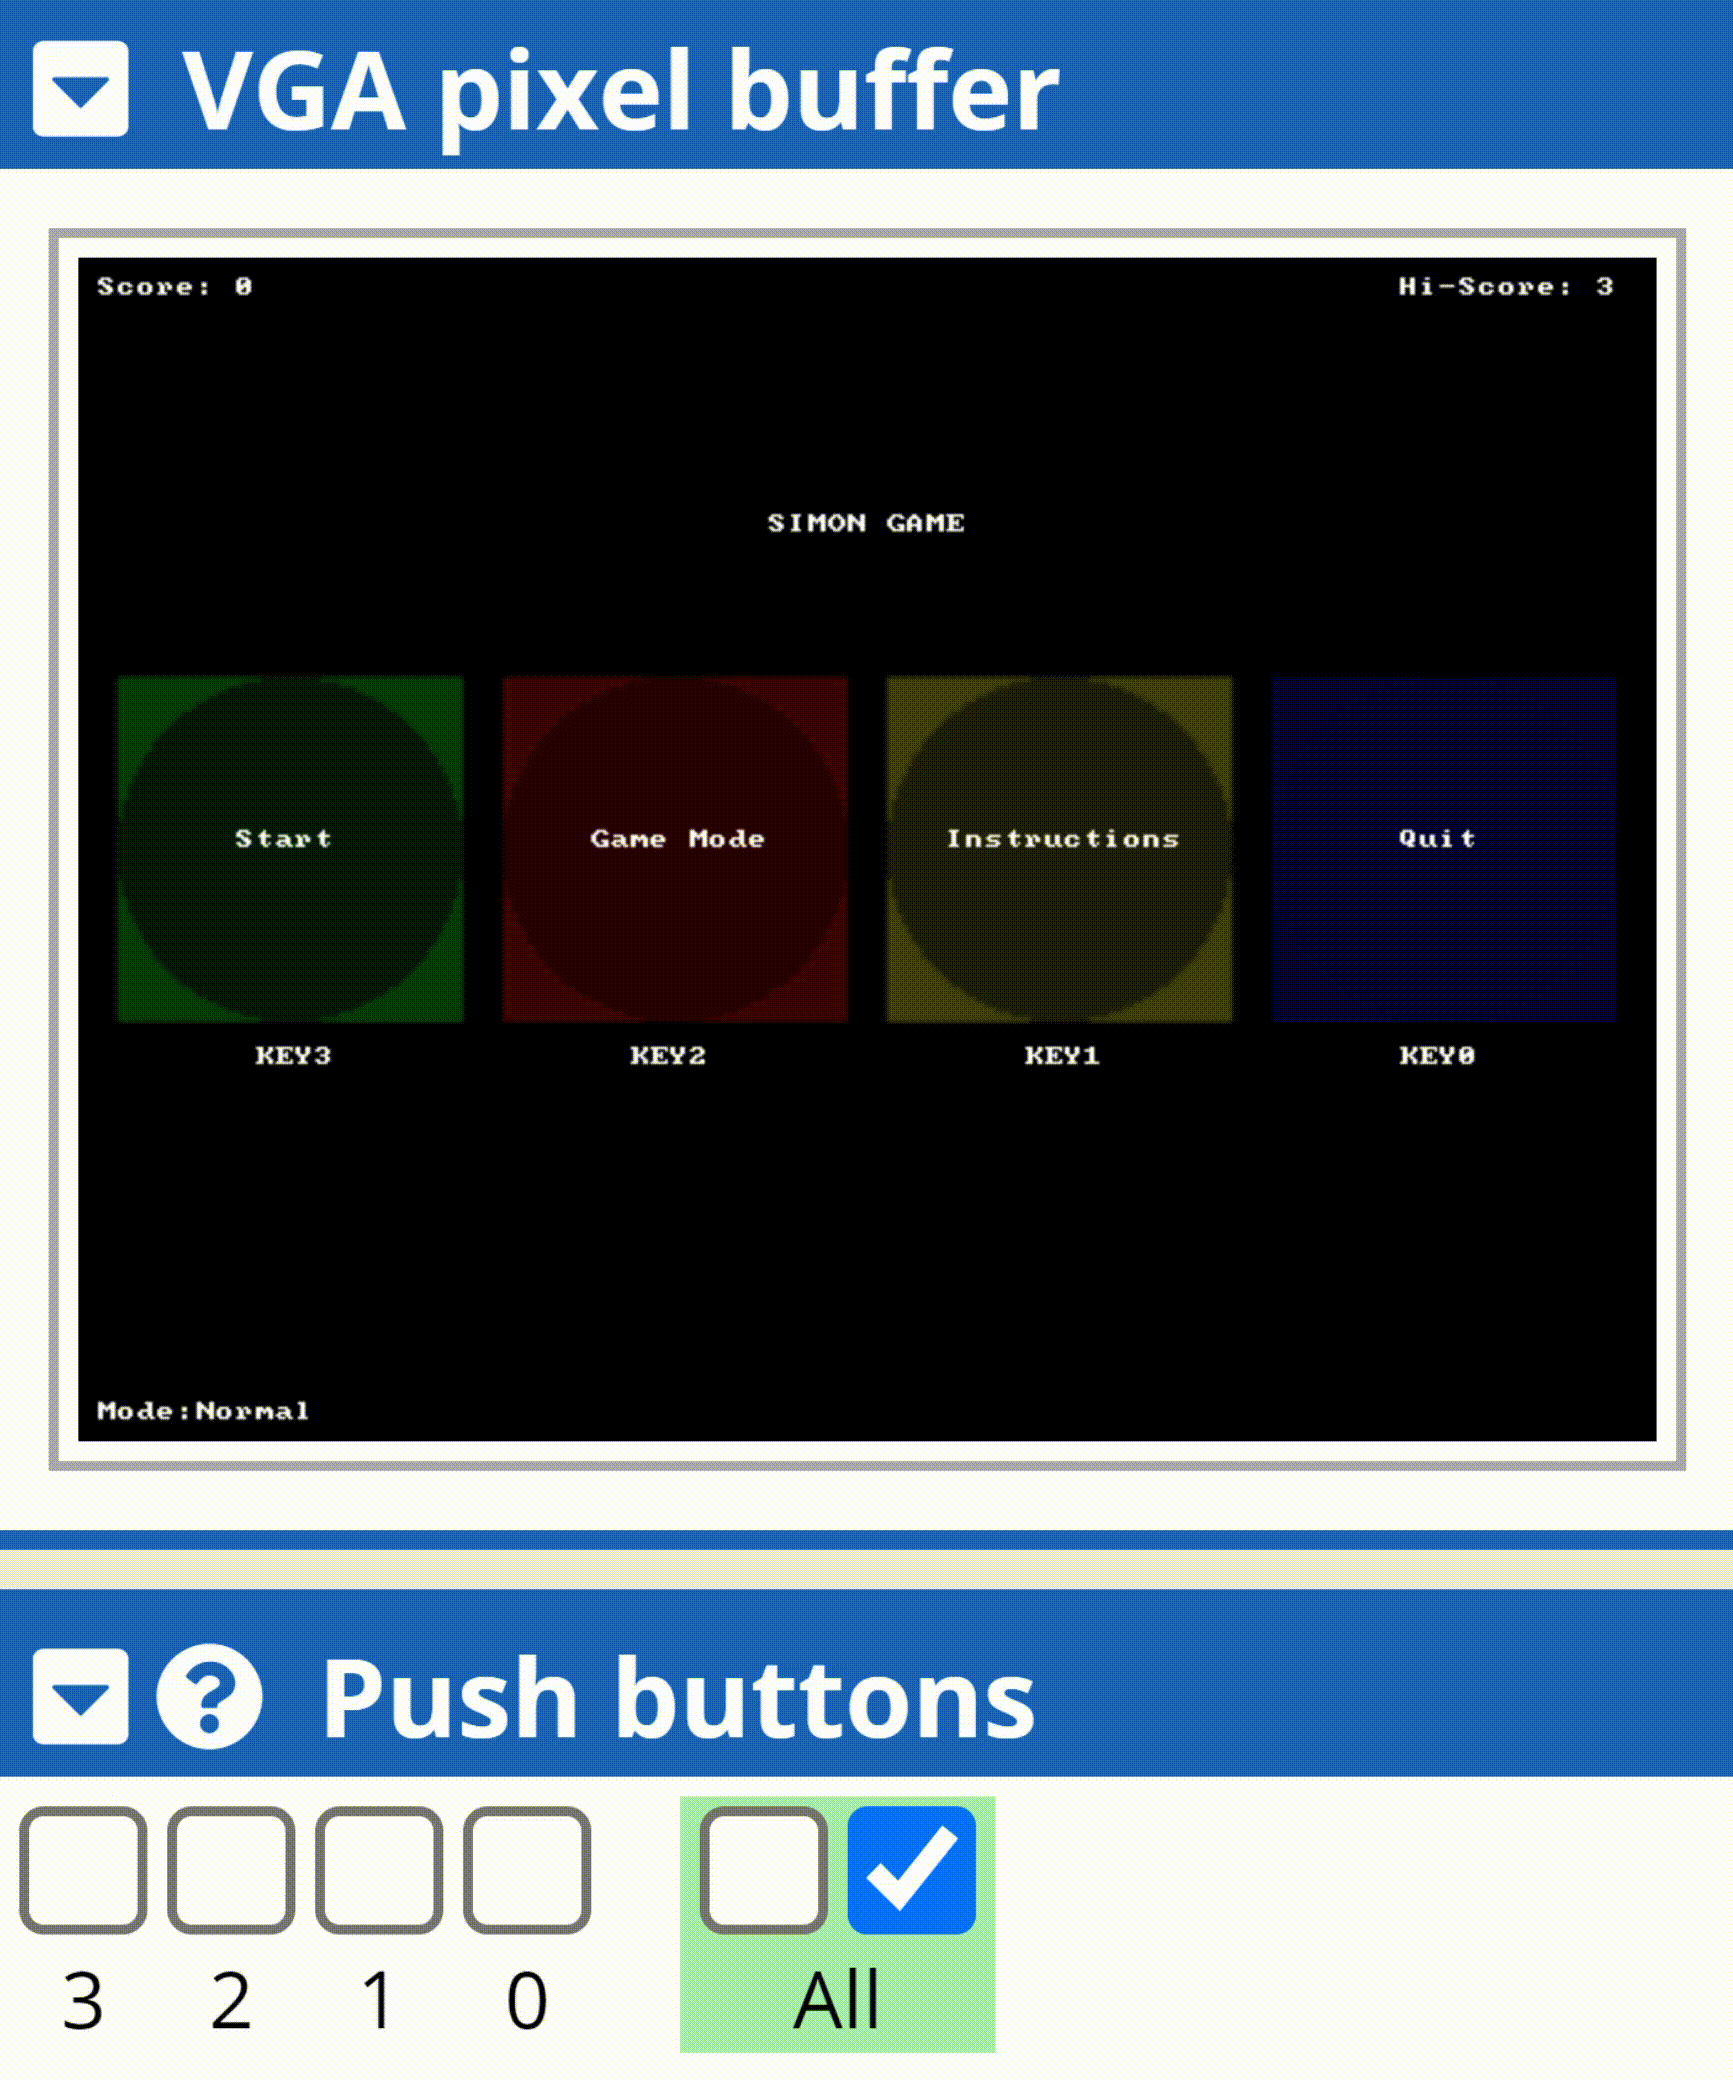 VGA pixel buffer
Score: 0 Hi-Score: 3
SIMON GAME
Start Game Mode Instructions Quit
KEY3 KEY2 KEY1 KEY0
Mode:Normal
? Push buttons
3 2 1 0 All